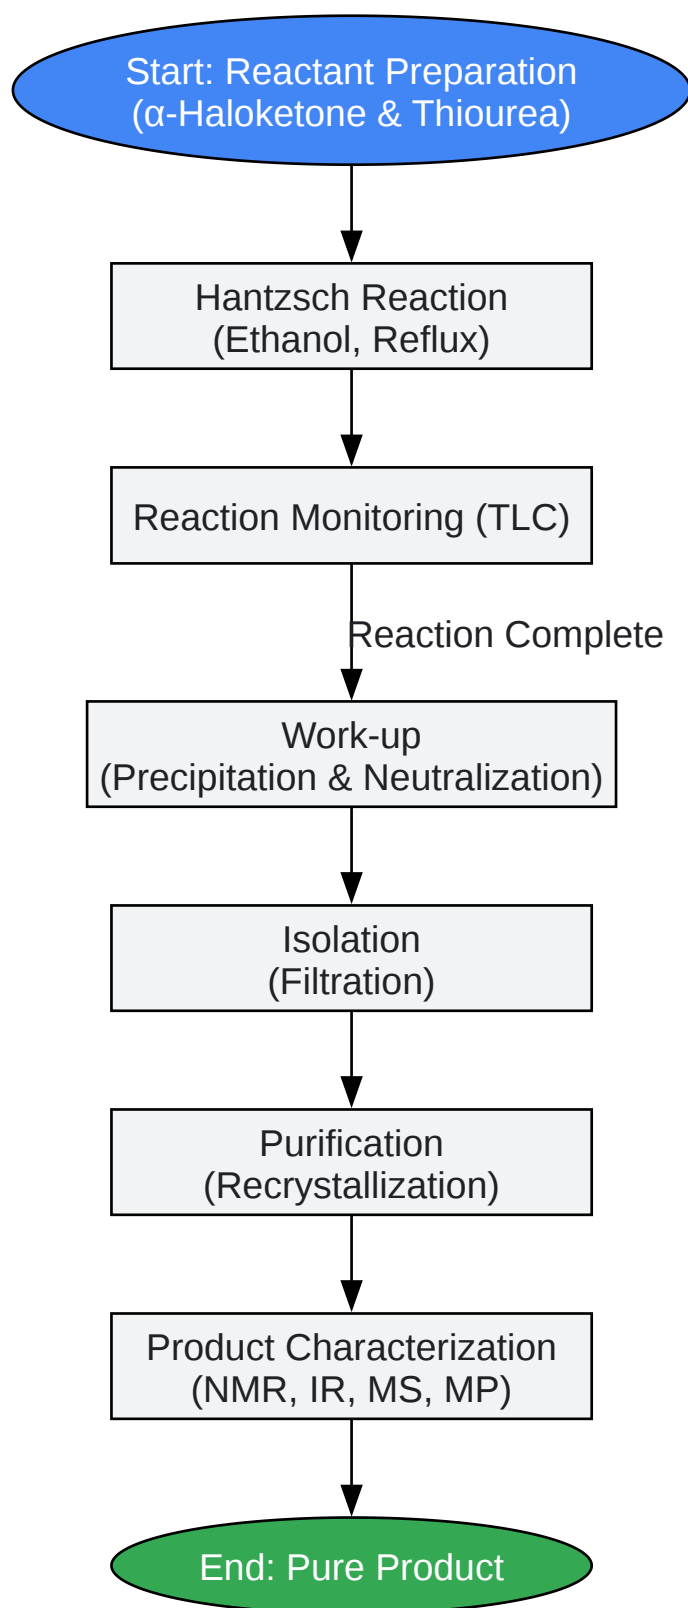 Start: Reactant Preparation
(α-Haloketone & Thiourea)
Hantzsch Reaction
(Ethanol, Reflux)
Reaction Monitoring (TLC)
Reaction Complete
Work-up
(Precipitation & Neutralization)
Isolation
(Filtration)
Purification
(Recrystallization)
Product Characterization
(NMR, IR, MS, MP)
End: Pure Product